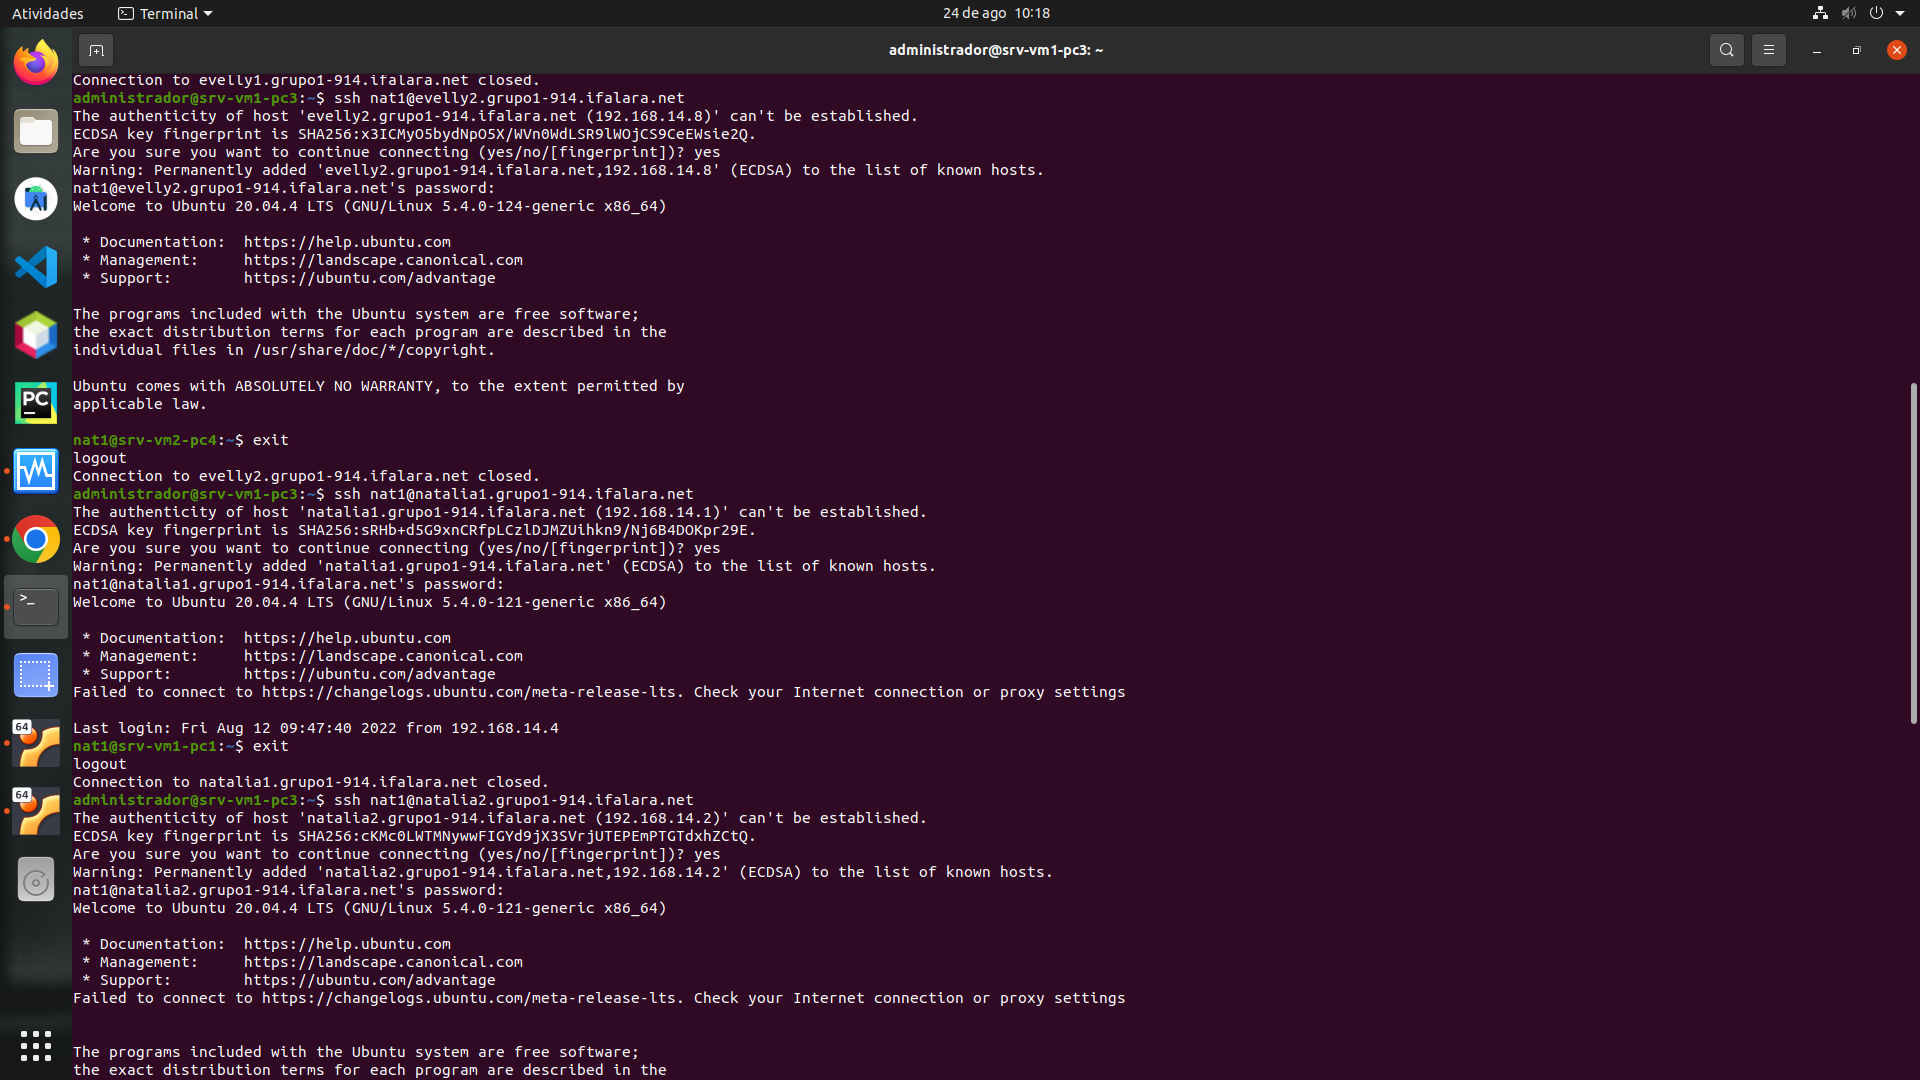 Atividades
Terminal
24 de ago 10:18
administrador@srv-vm1-pc3: ~
Connection to evelly1.grupo1-914.ifalara.net closed.
administrador@srv-vm1-pc3:~$ ssh nat1@evelly2.grupo1-914.ifalara.net
The authenticity of host 'evelly2.grupo1-914.ifalara.net (192.168.14.8)' can't be established.
ECDSA key fingerprint is SHA256:x3ICMyO5bydNpO5X/WVn0WdLSR9lWOjCS9CeEWsie2Q.
Are you sure you want to continue connecting (yes/no/[fingerprint])? yes
Warning: Permanently added 'evelly2.grupo1-914.ifalara.net,192.168.14.8' (ECDSA) to the list of known hosts.
nat1@evelly2.grupo1-914.ifalara.net's password:
Welcome to Ubuntu 20.04.4 LTS (GNU/Linux 5.4.0-124-generic x86_64)
* Documentation:  https://help.ubuntu.com
* Management:     https://landscape.canonical.com
* Support:        https://ubuntu.com/advantage
The programs included with the Ubuntu system are free software;
the exact distribution terms for each program are described in the
individual files in /usr/share/doc/*/copyright.
Ubuntu comes with ABSOLUTELY NO WARRANTY, to the extent permitted by
applicable law.
nat1@srv-vm2-pc4:~$ exit
logout
Connection to evelly2.grupo1-914.ifalara.net closed.
administrador@srv-vm1-pc3:~$ ssh nat1@natalia1.grupo1-914.ifalara.net
The authenticity of host 'natalia1.grupo1-914.ifalara.net (192.168.14.1)' can't be established.
ECDSA key fingerprint is SHA256:sRHb+d5G9xnCRfpLCzlDJMZUihkn9/Nj6B4DOKpr29E.
Are you sure you want to continue connecting (yes/no/[fingerprint])? yes
Warning: Permanently added 'natalia1.grupo1-914.ifalara.net' (ECDSA) to the list of known hosts.
nat1@natalia1.grupo1-914.ifalara.net's password:
Welcome to Ubuntu 20.04.4 LTS (GNU/Linux 5.4.0-121-generic x86_64)
* Documentation:  https://help.ubuntu.com
* Management:     https://landscape.canonical.com
* Support:        https://ubuntu.com/advantage
Failed to connect to https://changelogs.ubuntu.com/meta-release-lts. Check your Internet connection or proxy settings
Last login: Fri Aug 12 09:47:40 2022 from 192.168.14.4
nat1@srv-vm1-pc1:~$ exit
logout
Connection to natalia1.grupo1-914.ifalara.net closed.
administrador@srv-vm1-pc3:~$ ssh nat1@natalia2.grupo1-914.ifalara.net
The authenticity of host 'natalia2.grupo1-914.ifalara.net (192.168.14.2)' can't be established.
ECDSA key fingerprint is SHA256:cKMc0LWTMNywwFIGYd9jX3SVrjUTEPEmPTGTdxhZCtQ.
Are you sure you want to continue connecting (yes/no/[fingerprint])? yes
Warning: Permanently added 'natalia2.grupo1-914.ifalara.net,192.168.14.2' (ECDSA) to the list of known hosts.
nat1@natalia2.grupo1-914.ifalara.net's password:
Welcome to Ubuntu 20.04.4 LTS (GNU/Linux 5.4.0-121-generic x86_64)
* Documentation:  https://help.ubuntu.com
* Management:     https://landscape.canonical.com
* Support:        https://ubuntu.com/advantage
Failed to connect to https://changelogs.ubuntu.com/meta-release-lts. Check your Internet connection or proxy settings
The programs included with the Ubuntu system are free software;
the exact distribution terms for each program are described in the
PC
64
64